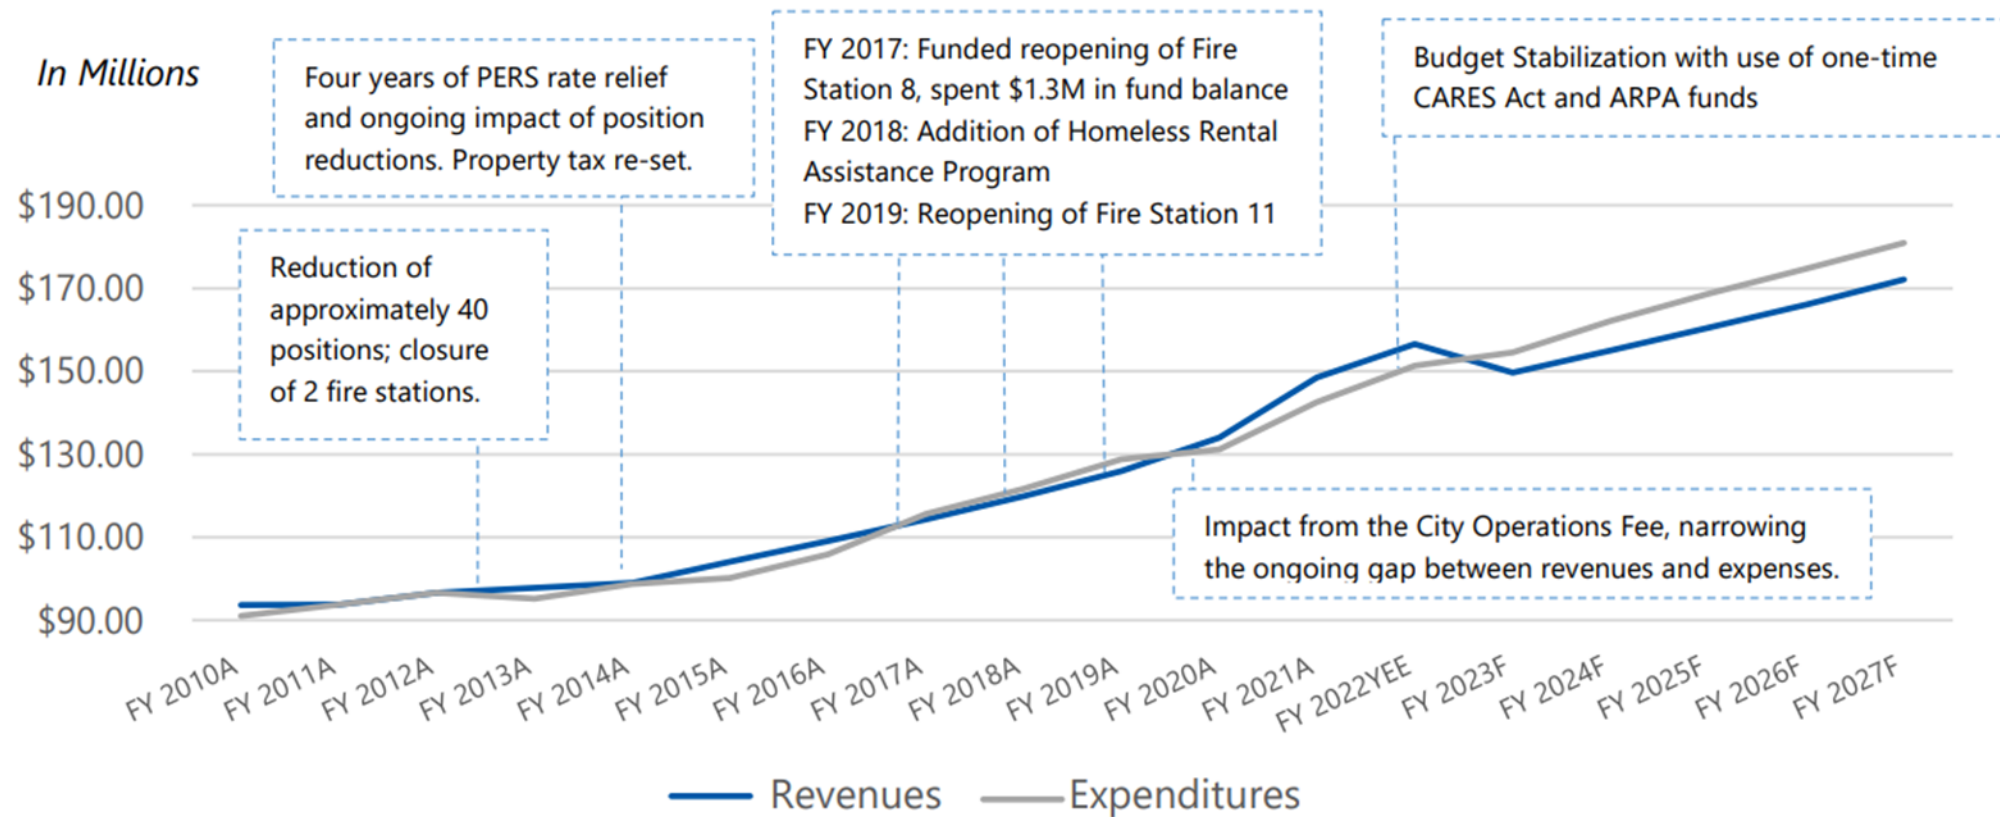 In Millions
Four years of PERS rate relief
and ongoing impact of position
reductions. Property tax re-set.
FY 2017: Funded reopening of Fire
Station 8, spent $1.3M in fund balance
FY 2018: Addition of Homeless Rental
Assistance Program
FY 2019: Reopening of Fire Station 11
Budget Stabilization with use of one-time
CARES Act and ARPA funds
Reduction of
approximately 40
positions; closure
of 2 fire stations.
Impact from the City Operations Fee, narrowing
the ongoing gap between revenues and expenses.
$190.00
$170.00
$150.00
$130.00
$110.00
$90.00
FY 2010A
FY 2011A
FY 2012A
FY 2013A
FY 2014A
FY 2015A
FY 2016A
FY 2017A
FY 2018A
FY 2019A
FY 2020A
FY 2021A
FY 2022YEE
FY 2023F
FY 2024F
FY 2025F
FY 2026F
FY 2027F
Revenues
Expenditures